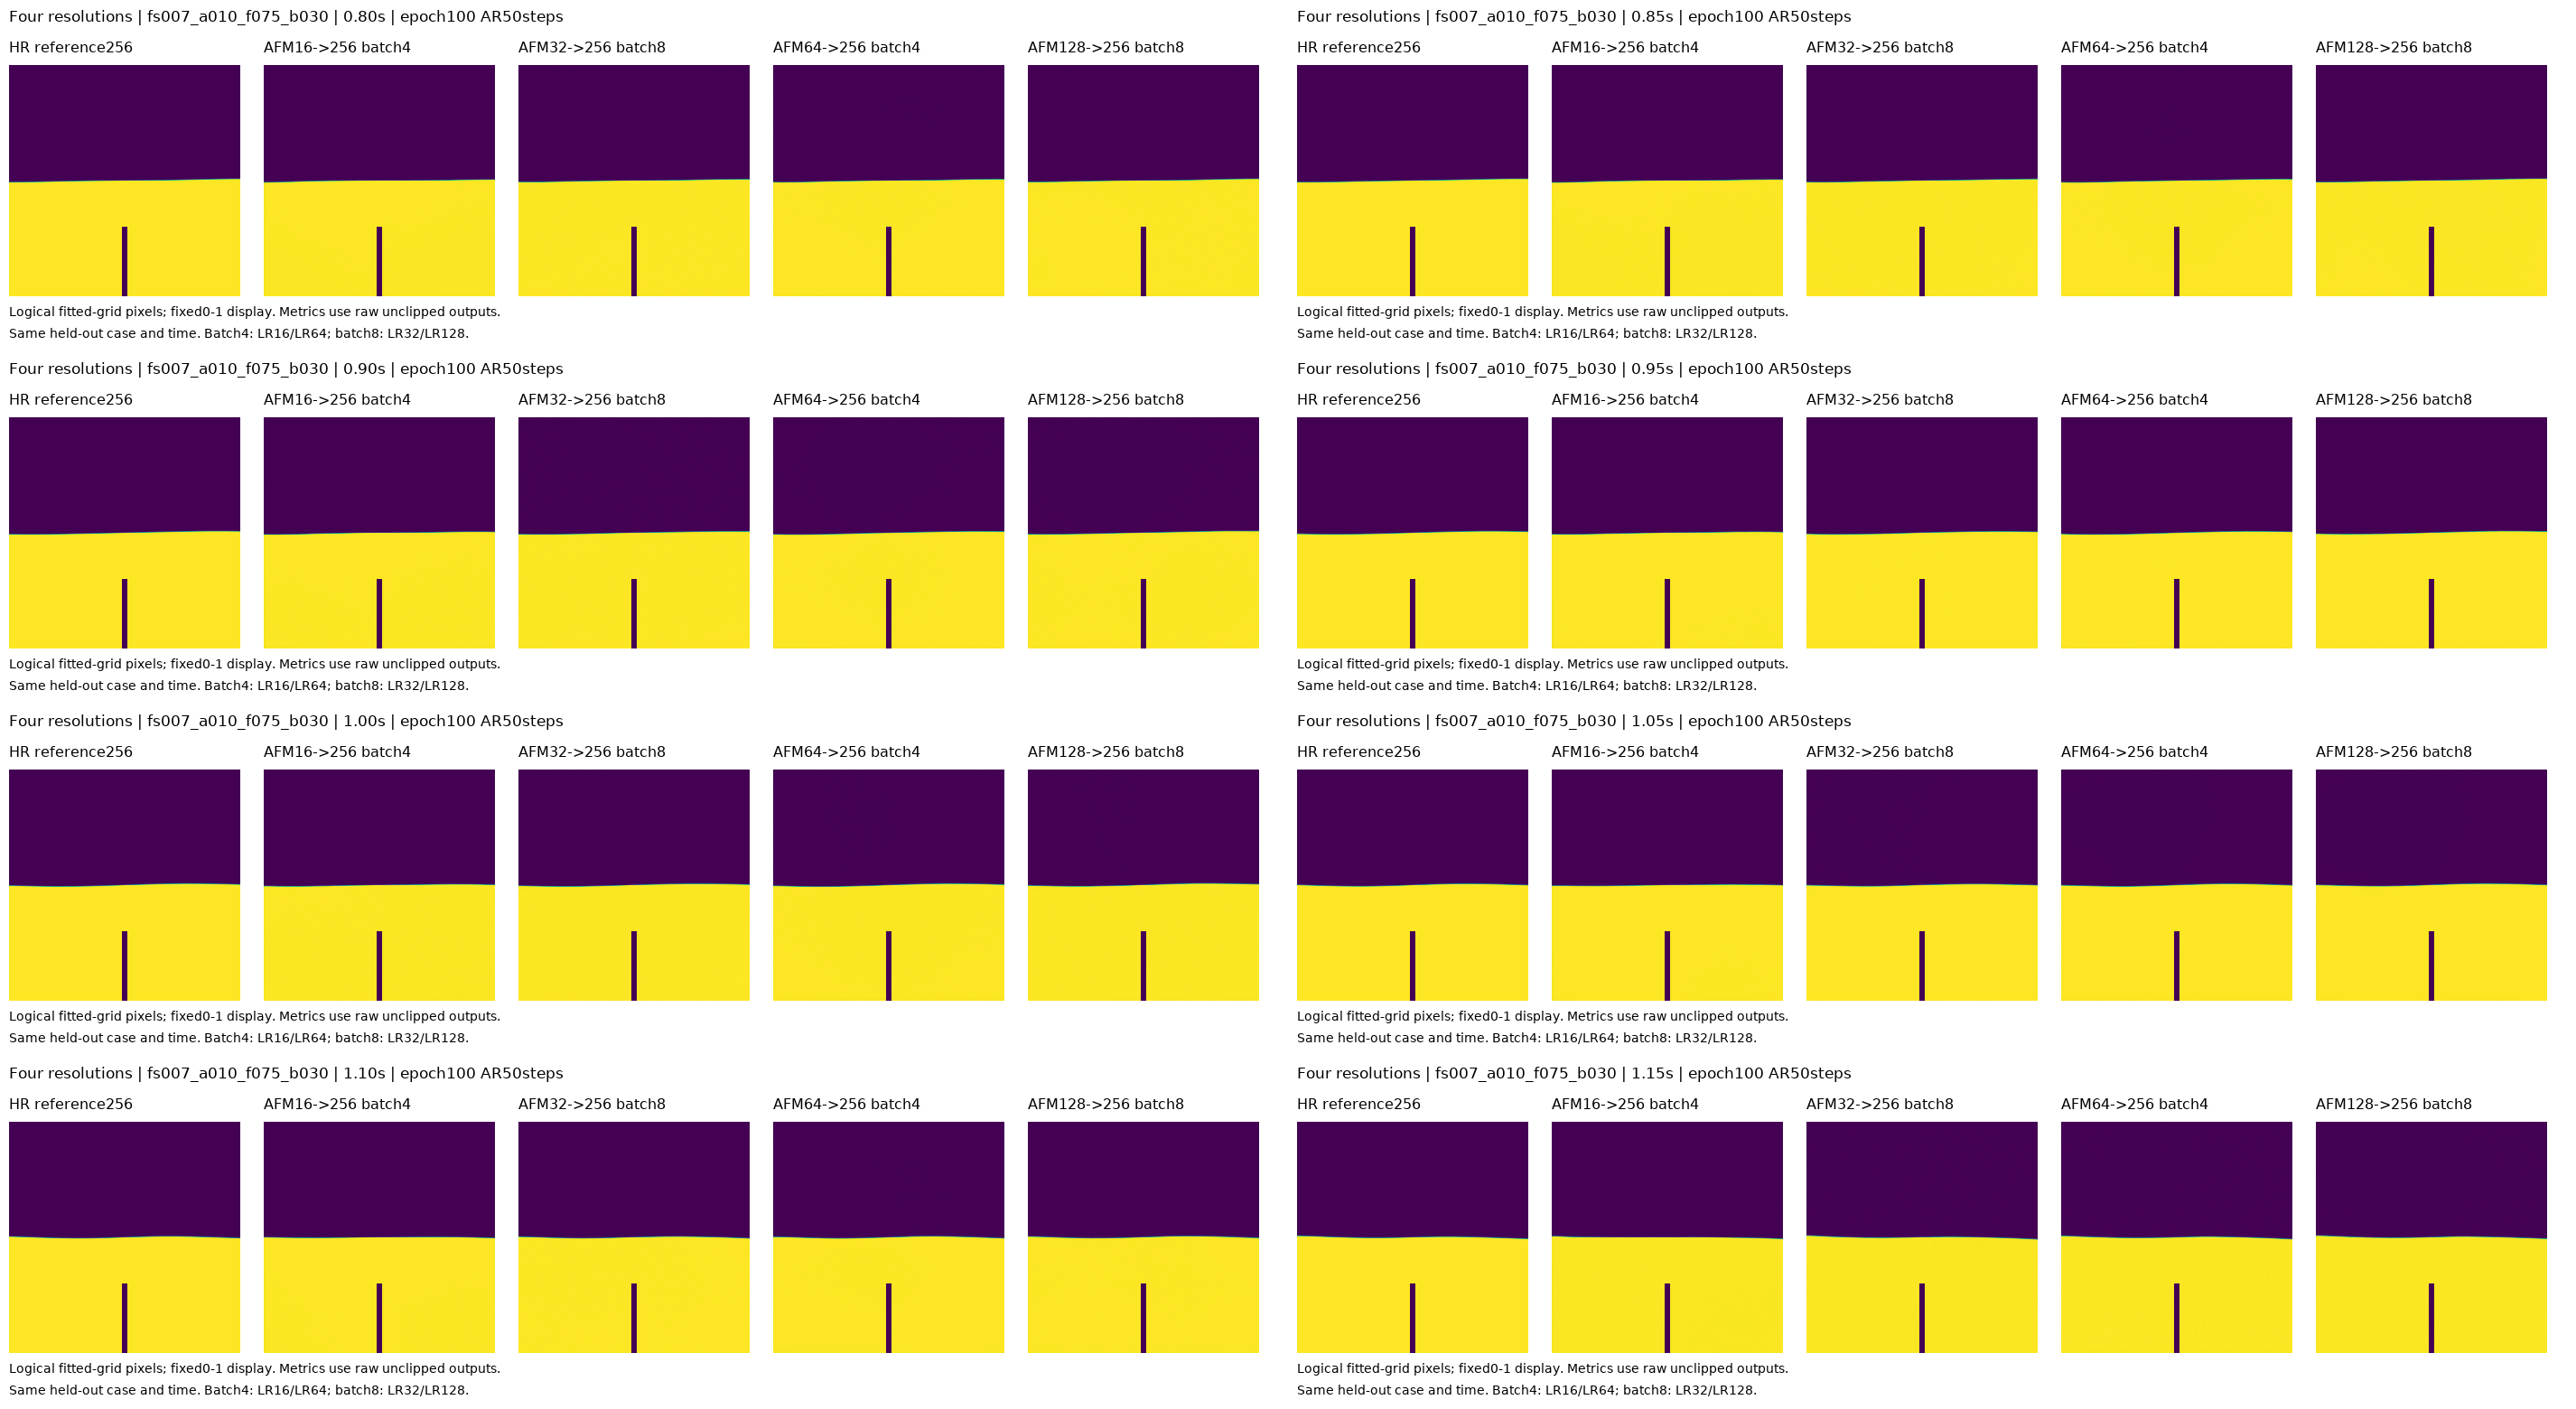 Four resolutions | fs007_a010_f075_b030 | 0.80s | epoch100 AR50steps
HR reference256 AFM16->256 batch4 AFM32->256 batch8 AFM64->256 batch4 AFM128->256 batch8
Logical fitted-grid pixels; fixed0-1 display. Metrics use raw unclipped outputs.
Same held-out case and time. Batch4: LR16/LR64; batch8: LR32/LR128.
Four resolutions | fs007_a010_f075_b030 | 0.85s | epoch100 AR50steps
HR reference256 AFM16->256 batch4 AFM32->256 batch8 AFM64->256 batch4 AFM128->256 batch8
Logical fitted-grid pixels; fixed0-1 display. Metrics use raw unclipped outputs.
Same held-out case and time. Batch4: LR16/LR64; batch8: LR32/LR128.
Four resolutions | fs007_a010_f075_b030 | 0.90s | epoch100 AR50steps
HR reference256 AFM16->256 batch4 AFM32->256 batch8 AFM64->256 batch4 AFM128->256 batch8
Logical fitted-grid pixels; fixed0-1 display. Metrics use raw unclipped outputs.
Same held-out case and time. Batch4: LR16/LR64; batch8: LR32/LR128.
Four resolutions | fs007_a010_f075_b030 | 0.95s | epoch100 AR50steps
HR reference256 AFM16->256 batch4 AFM32->256 batch8 AFM64->256 batch4 AFM128->256 batch8
Logical fitted-grid pixels; fixed0-1 display. Metrics use raw unclipped outputs.
Same held-out case and time. Batch4: LR16/LR64; batch8: LR32/LR128.
Four resolutions | fs007_a010_f075_b030 | 1.00s | epoch100 AR50steps
HR reference256 AFM16->256 batch4 AFM32->256 batch8 AFM64->256 batch4 AFM128->256 batch8
Logical fitted-grid pixels; fixed0-1 display. Metrics use raw unclipped outputs.
Same held-out case and time. Batch4: LR16/LR64; batch8: LR32/LR128.
Four resolutions | fs007_a010_f075_b030 | 1.05s | epoch100 AR50steps
HR reference256 AFM16->256 batch4 AFM32->256 batch8 AFM64->256 batch4 AFM128->256 batch8
Logical fitted-grid pixels; fixed0-1 display. Metrics use raw unclipped outputs.
Same held-out case and time. Batch4: LR16/LR64; batch8: LR32/LR128.
Four resolutions | fs007_a010_f075_b030 | 1.10s | epoch100 AR50steps
HR reference256 AFM16->256 batch4 AFM32->256 batch8 AFM64->256 batch4 AFM128->256 batch8
Logical fitted-grid pixels; fixed0-1 display. Metrics use raw unclipped outputs.
Same held-out case and time. Batch4: LR16/LR64; batch8: LR32/LR128.
Four resolutions | fs007_a010_f075_b030 | 1.15s | epoch100 AR50steps
HR reference256 AFM16->256 batch4 AFM32->256 batch8 AFM64->256 batch4 AFM128->256 batch8
Logical fitted-grid pixels; fixed0-1 display. Metrics use raw unclipped outputs.
Same held-out case and time. Batch4: LR16/LR64; batch8: LR32/LR128.